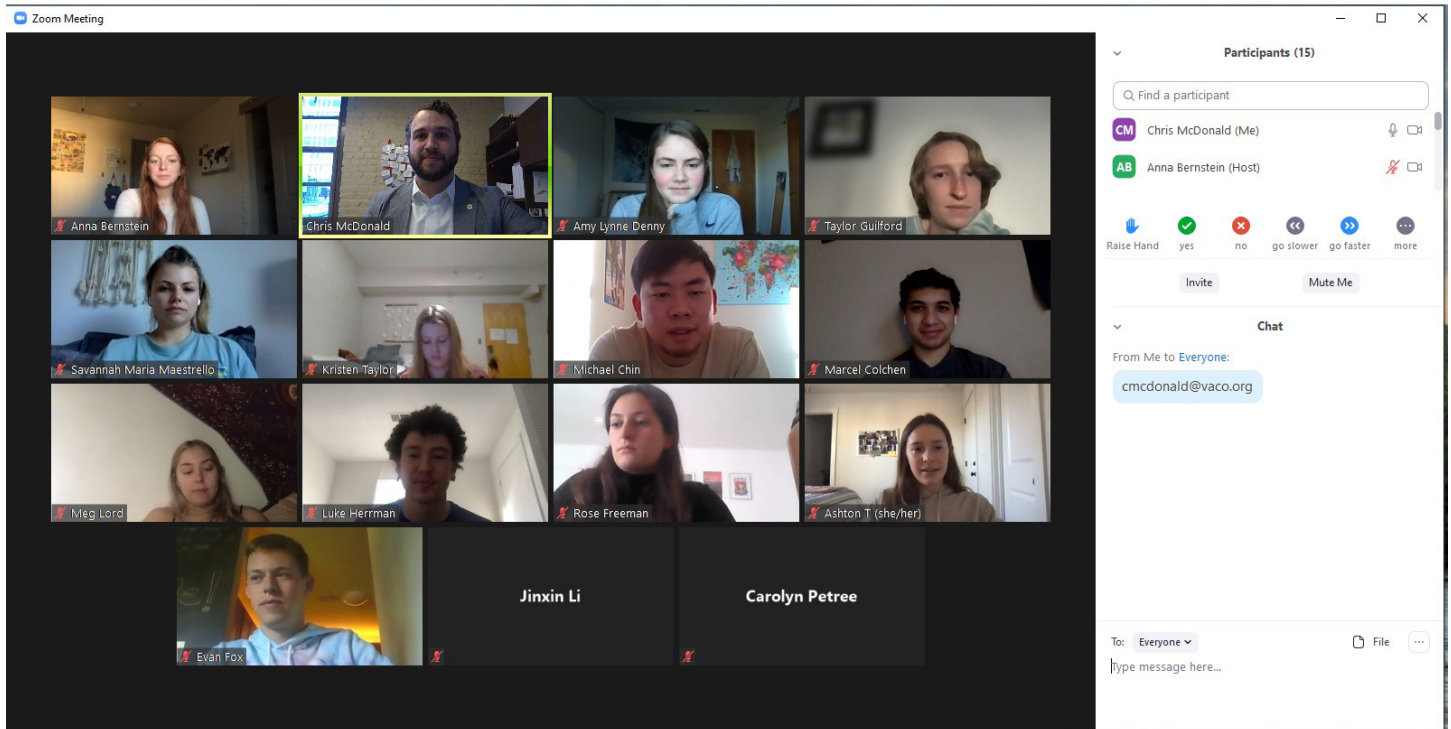 Zoom Meeting
Anna Bernstein
Chris McDonald
Amy Lynne Denny
Taylor Guilford
Savannah Maria Maestrello
Kristen Taylor
Michael Chin
Marcel Colchen
Meg Lord
Luke Herrman
Rose Freeman
Ashton T (she/her)
Evan Fox
Jinxin Li
Carolyn Petree
Participants (15)
Find a participant
CM Chris McDonald (Me)
AB Anna Bernstein (Host)
Raise Hand yes no go slower go faster more
Invite Mute Me
Chat
From Me to Everyone:
cmcdonald@vaco.org
To: Everyone File
Type message here...